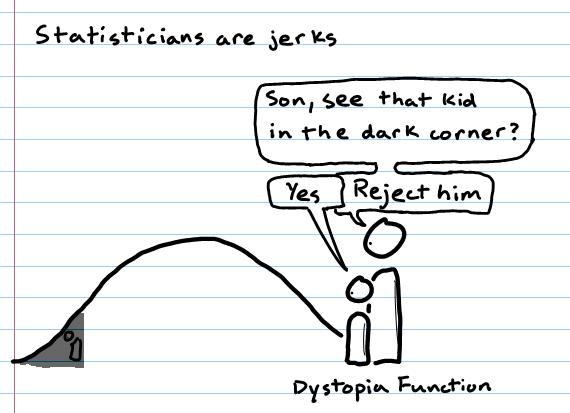 Statisticians are jerks
Son, see that kid
in the dark corner?
Yes
Reject him
Dystopia Function